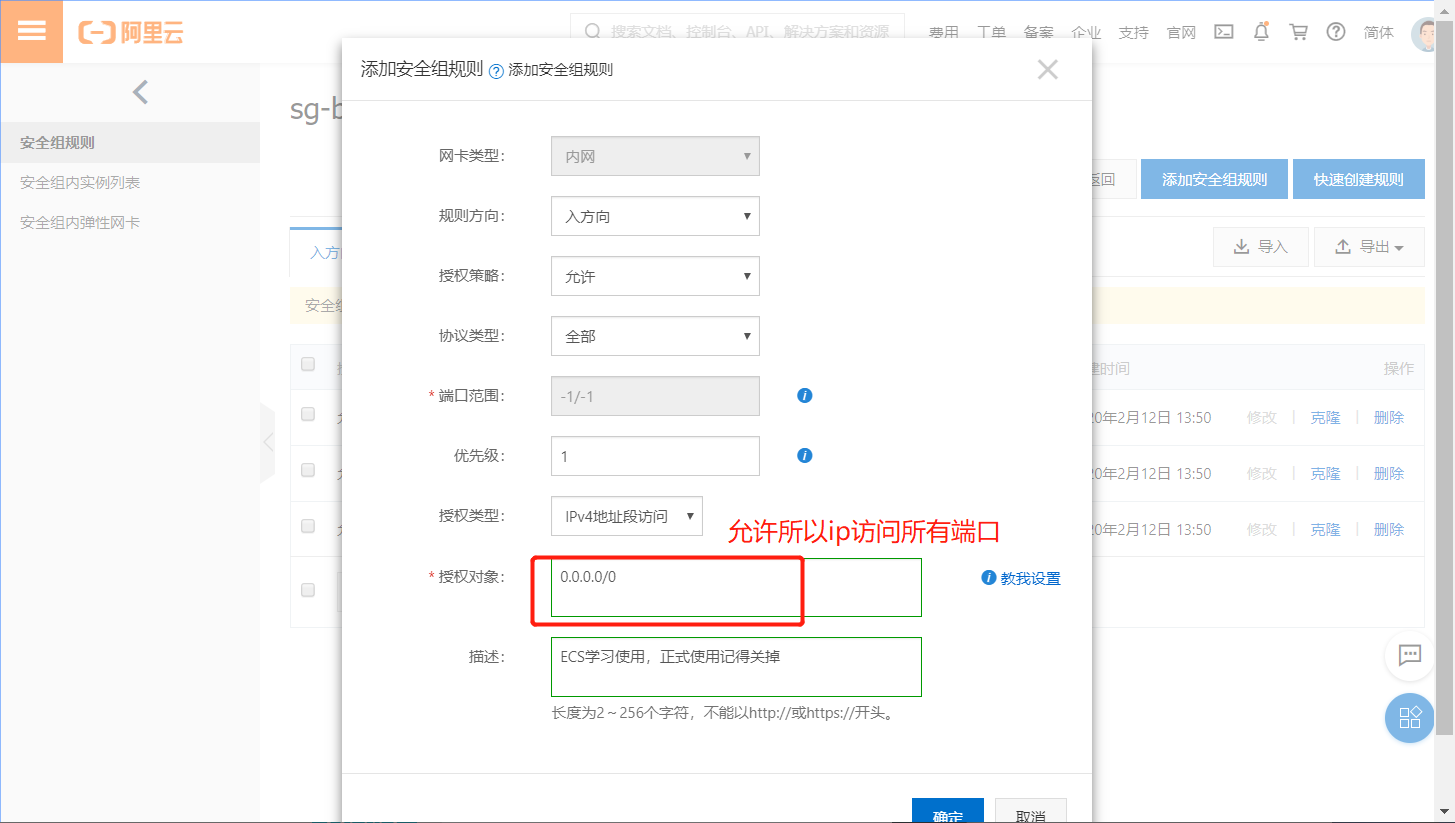 阿里云
搜索文档、控制台、API、解决方案和资源
费用 工单 备案 企业 支持 官网 简体
添加安全组规则 添加安全组规则
sg-b
安全组规则
安全组内实例列表
安全组内弹性网卡
返回 添加安全组规则 快速创建规则
入方
导入 导出
安全组
网卡类型： 内网
规则方向： 入方向
授权策略： 允许
协议类型： 全部
* 端口范围： -1/-1
优先级： 1
授权类型： IPv4地址段访问
允许所以ip访问所有端口
* 授权对象： 0.0.0.0/0
教我设置
描述： ECS学习使用，正式使用记得关掉
长度为2～256个字符，不能以http://或https://开头。
建时间 操作
20年2月12日 13:50 修改 克隆 删除
20年2月12日 13:50 修改 克隆 删除
20年2月12日 13:50 修改 克隆 删除
确定 取消